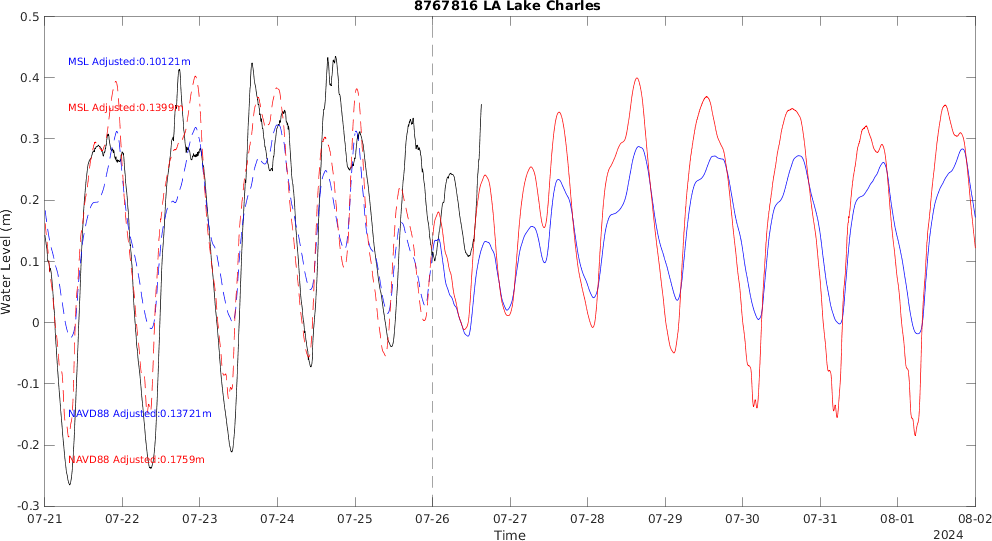 8767816 LA Lake Charles
0.5
MSL Adjusted:0.10121m
0.4
MSL Adjusted:0.1399m
0.3
0.2
Water Level (m)
0.1
0
-0.1
NAVD88 Adjusted:0.13721m
-0.2
NAVD88 Adjusted:0.1759m
-0.3
07-21 07-22 07-23 07-24 07-25 07-26 07-27 07-28 07-29 07-30 07-31 08-01 08-02
Time
2024